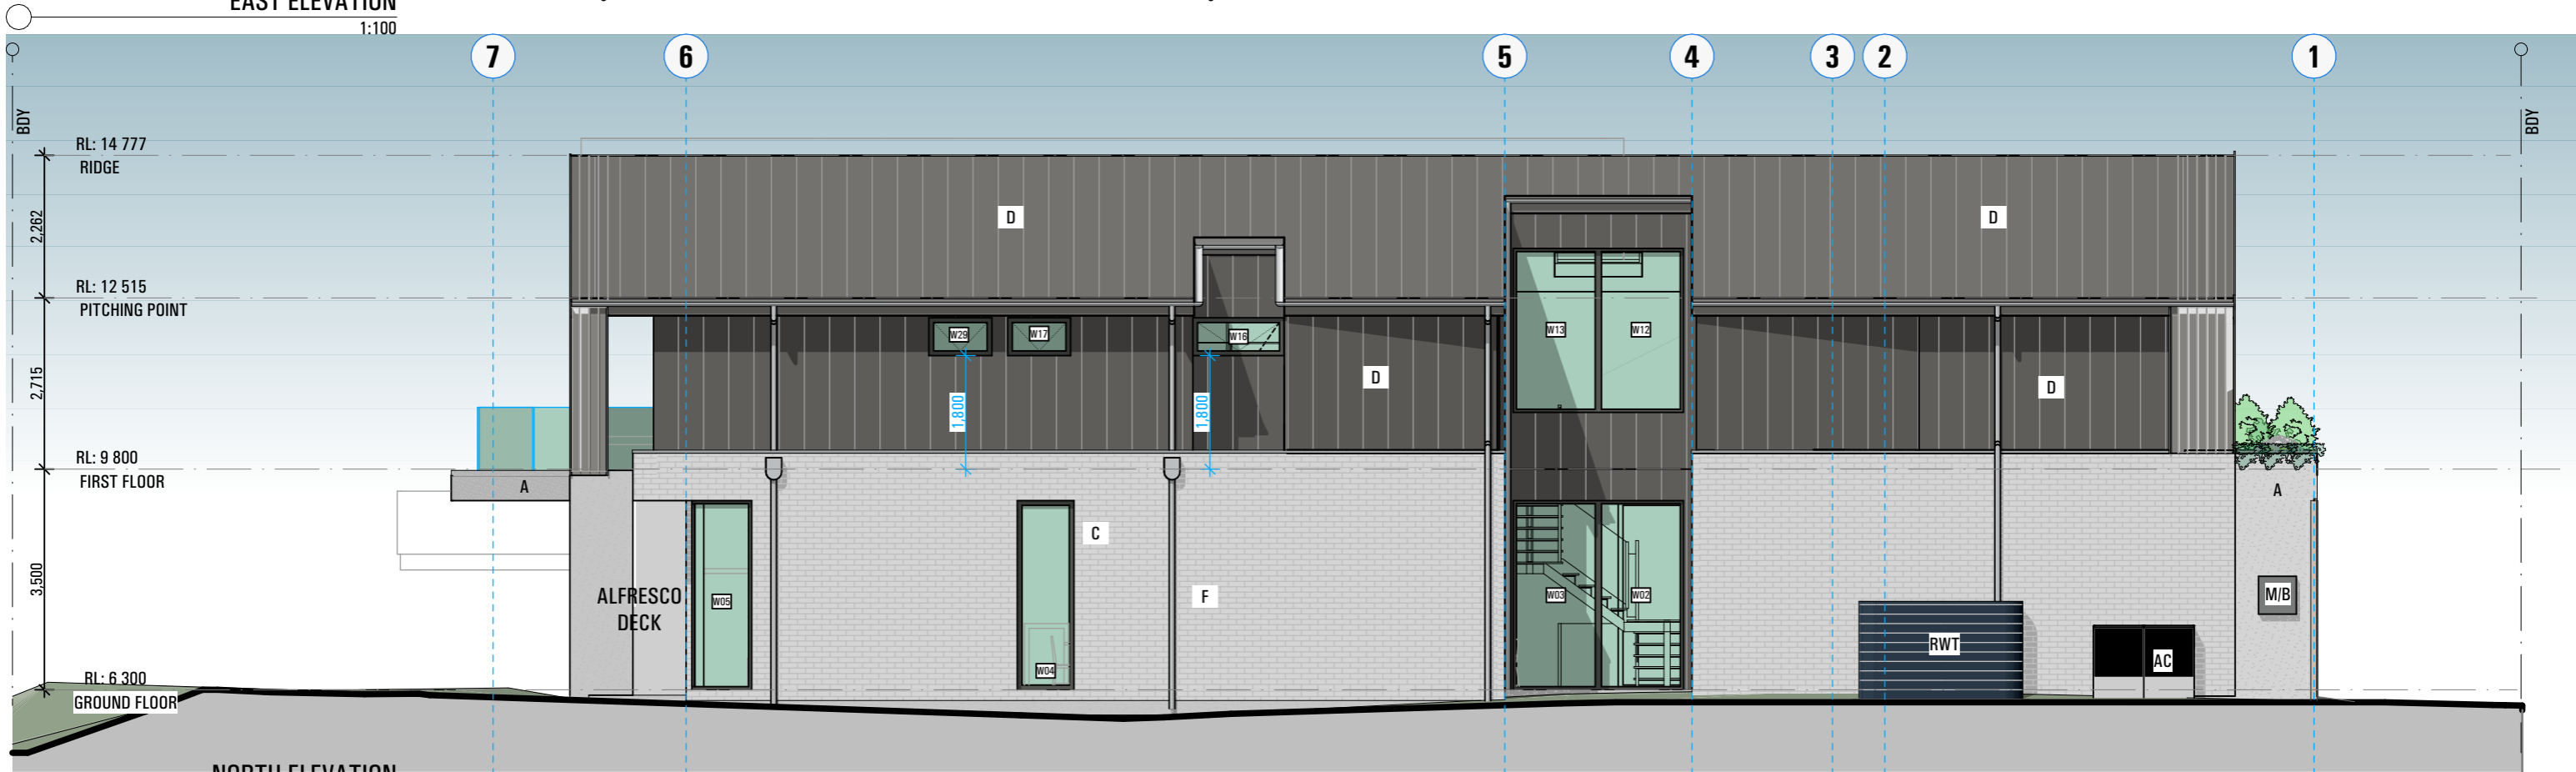 EAST ELEVATION
1:100
7
6
5
4
3
2
1
BDY
BDY
RL: 14 777
RIDGE
2,262
D
D
RL: 12 515
PITCHING POINT
W29
W17
W16
W13
W12
2,715
D
D
1,800
1,800
RL: 9 800
FIRST FLOOR
A
A
C
3,500
ALFRESCO
DECK
W05
F
W03
W02
M/B
RWT
AC
W04
RL: 6 300
GROUND FLOOR
NORTH ELEVATION